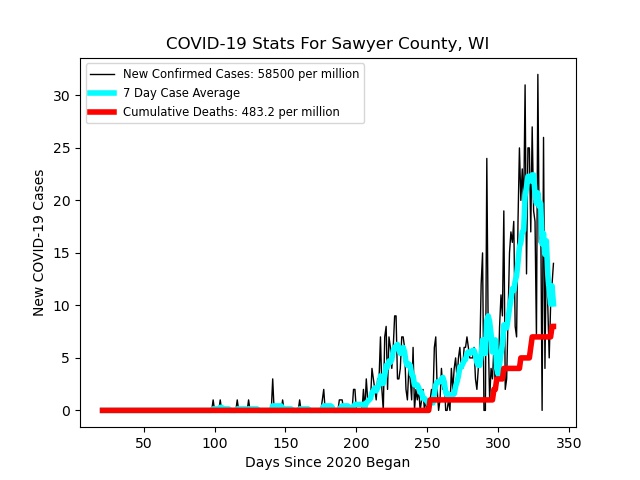 COVID-19 Stats For Sawyer County, WI
New Confirmed Cases: 58500 per million
7 Day Case Average
Cumulative Deaths: 483.2 per million
New COVID-19 Cases
30
25
20
15
10
5
0
50 100 150 200 250 300 350
Days Since 2020 Began